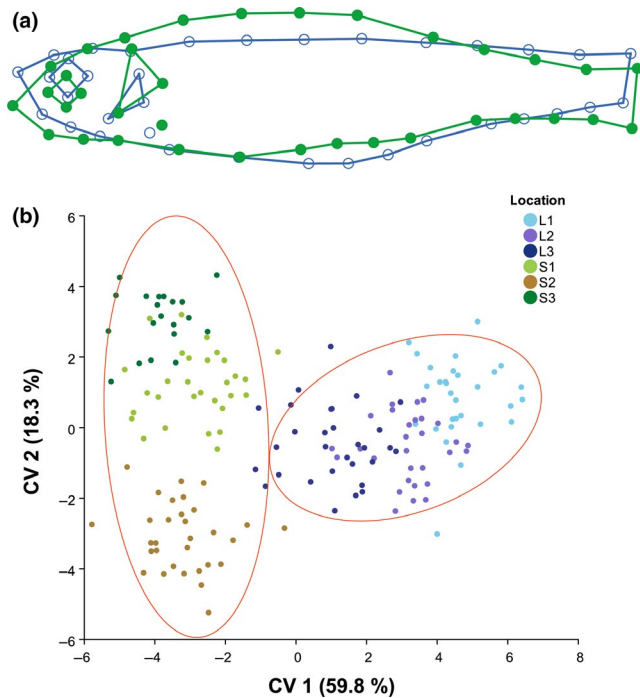 (a)
(b)
Location
L1
L2
L3
S1
S2
S3
6
4
2
0
–2
–4
–6
CV 2 (18.3 %)
–6
–4
–2
0
2
4
6
8
CV 1 (59.8 %)